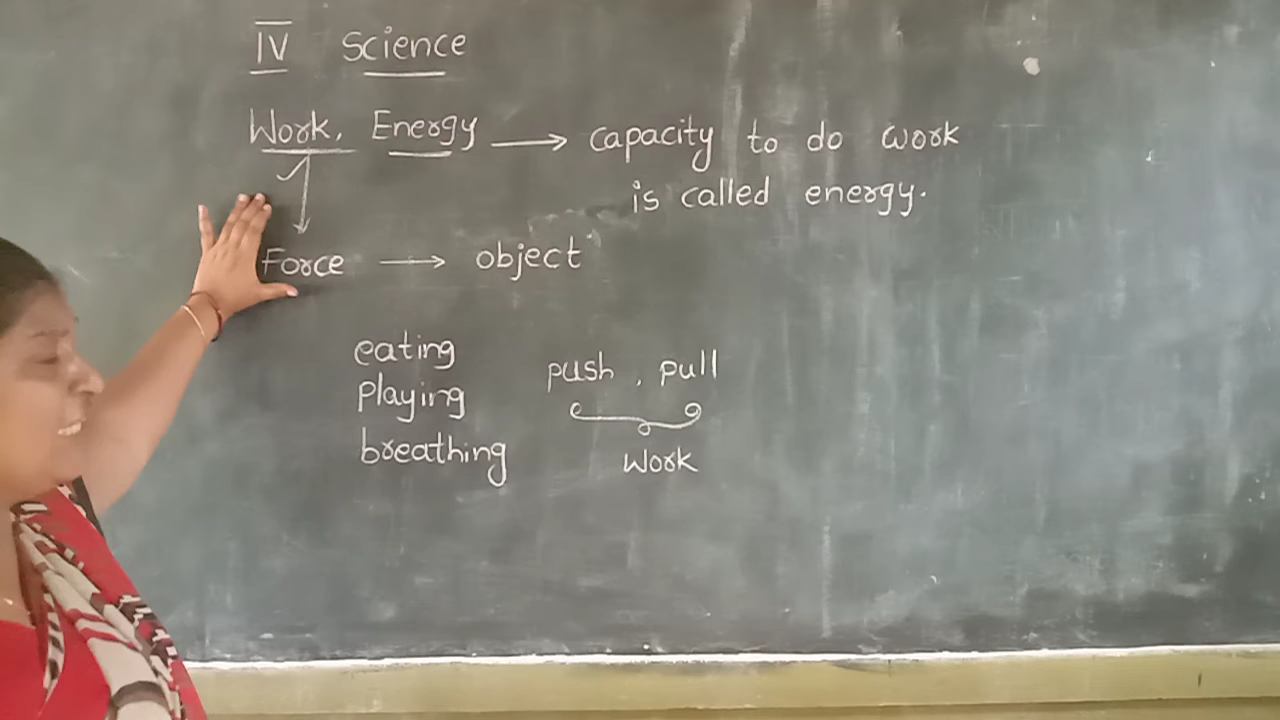 IV Science
Work, Energy → capacity to do work
is called energy.
Force → object
eating
playing
breathing
push, pull
Work